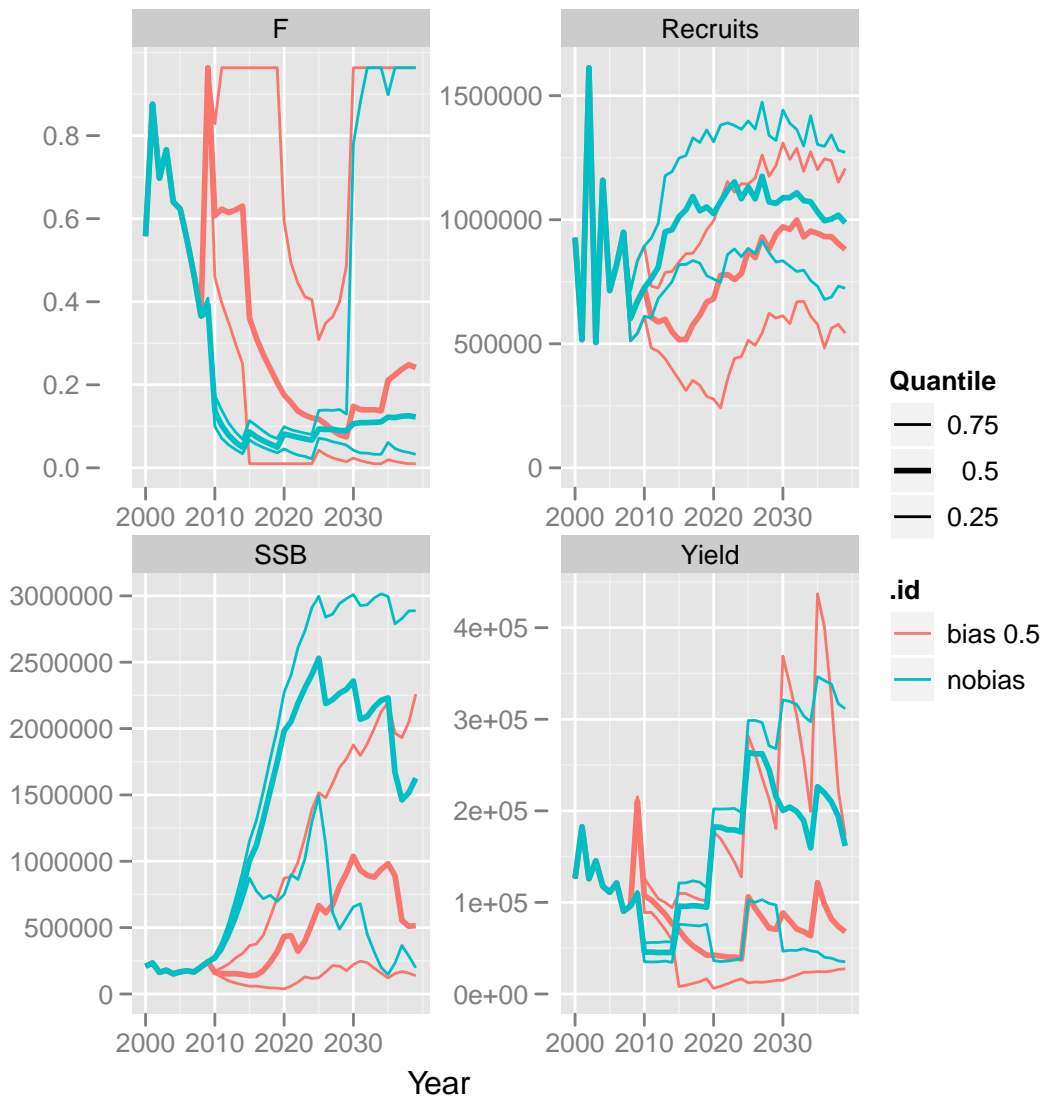 F
Recruits
0.8
0.6
0.4
0.2
0.0
1500000
1000000
500000
0
2000 2010 2020 2030
2000 2010 2020 2030
SSB
Yield
3000000
2500000
2000000
1500000
1000000
500000
0
4e+05
3e+05
2e+05
1e+05
0e+00
2000 2010 2020 2030
2000 2010 2020 2030
Year
Quantile
0.75
0.5
0.25
.id
bias 0.5
nobias